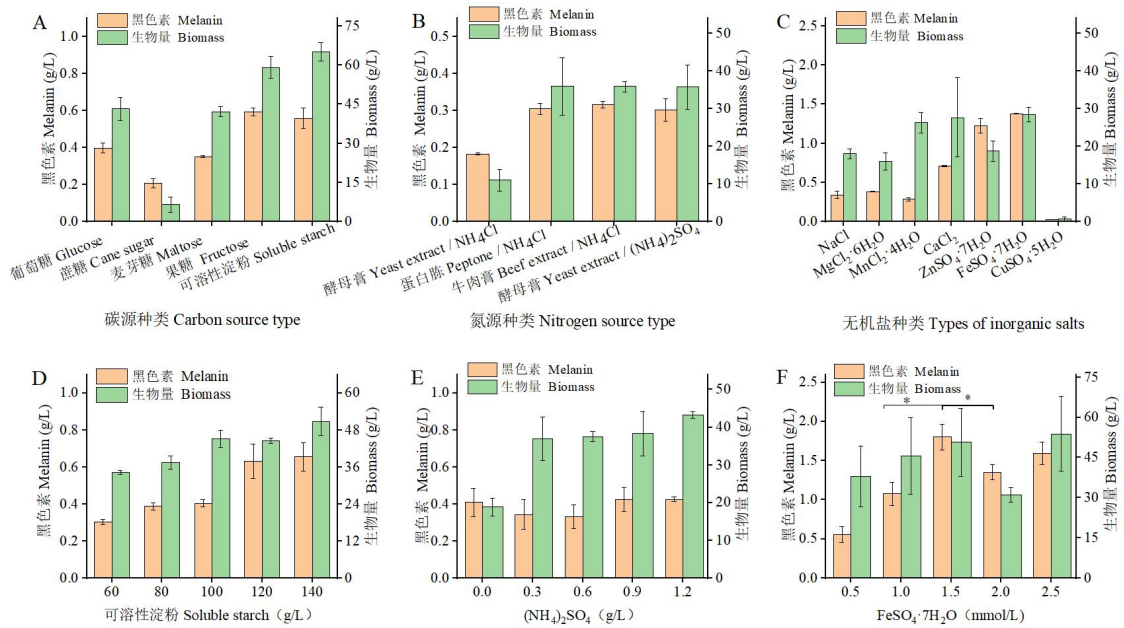 A
黑色素 Melanin
生物量 Biomass
黑色素 Melanin (g/L)
1.0
0.8
0.6
0.4
0.2
0.0
75
60
45
30
15
0
生物量 Biomass (g/L)
葡萄糖 Glucose
蔗糖 Cane sugar
麦芽糖 Maltose
果糖 Fructose
可溶性淀粉 Soluble starch
碳源种类 Carbon source type
B
黑色素 Melanin
生物量 Biomass
黑色素 Melanin (g/L)
0.5
0.4
0.3
0.2
0.1
0.0
50
40
30
20
10
0
生物量 Biomass (g/L)
酵母膏 Yeast extract / NH₄Cl
蛋白胨 Peptone / NH₄Cl
牛肉膏 Beef extract / NH₄Cl
酵母膏 Yeast extract / (NH₄)₂SO₄
氮源种类 Nitrogen source type
C
黑色素 Melanin
生物量 Biomass
黑色素 Melanin (g/L)
2.5
2.0
1.5
1.0
0.5
0.0
50
40
30
20
10
0
生物量 Biomass (g/L)
NaCl
MgCl₂·6H₂O
MnCl₂·4H₂O
CaCl₂
ZnSO₄·7H₂O
FeSO₄·7H₂O
CuSO₄·5H₂O
无机盐种类 Types of inorganic salts
D
黑色素 Melanin
生物量 Biomass
黑色素 Melanin (g/L)
1.0
0.8
0.6
0.4
0.2
0.0
60
48
36
24
12
0
生物量 Biomass (g/L)
60 80 100 120 140
可溶性淀粉 Soluble starch（g/L）
E
黑色素 Melanin
生物量 Biomass
黑色素 Melanin (g/L)
1.0
0.8
0.6
0.4
0.2
0.0
50
40
30
20
10
0
生物量 Biomass (g/L)
0.0 0.3 0.6 0.9 1.2
(NH₄)₂SO₄（g/L）
F
黑色素 Melanin
生物量 Biomass
* *
黑色素 Melanin (g/L)
2.5
2.0
1.5
1.0
0.5
0.0
75
60
45
30
15
0
生物量 Biomass (g/L)
0.5 1.0 1.5 2.0 2.5
FeSO₄·7H₂O (mmol/L)